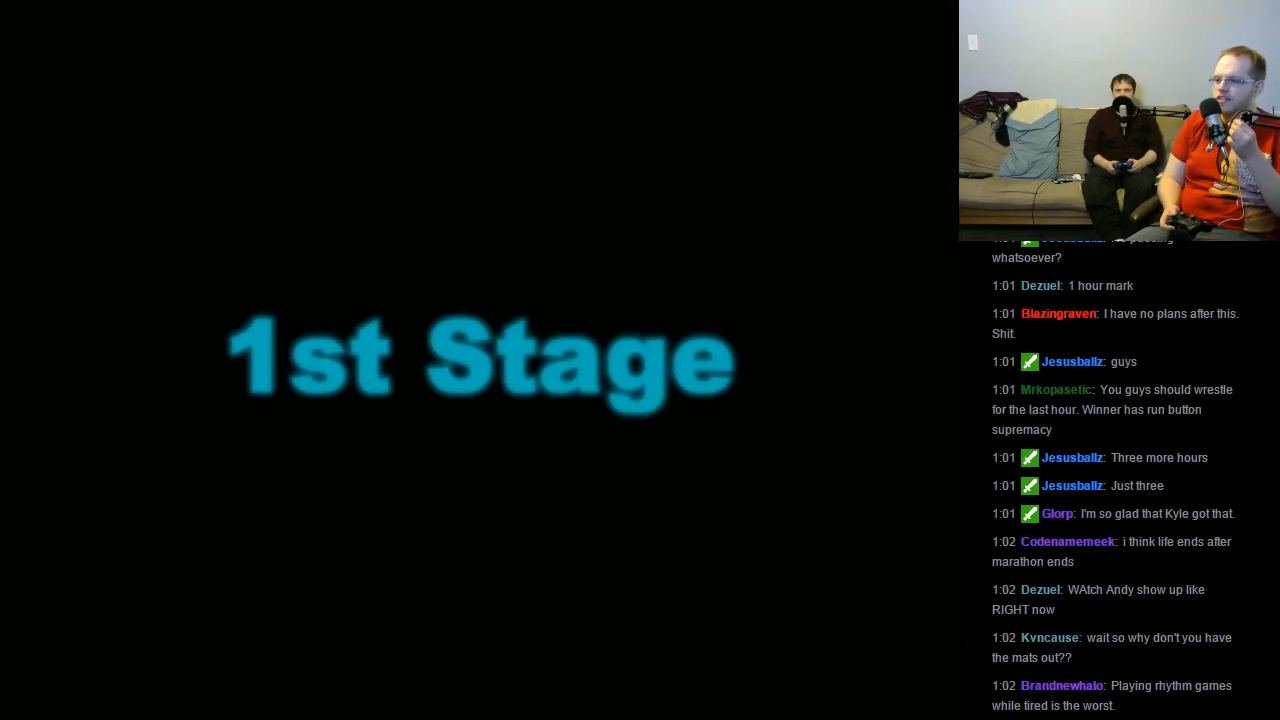 1st Stage
whatsoever?
1:01 Dezuel: 1 hour mark
1:01 Blazingraven: I have no plans after this.
Shit.
1:01 Jesusballz: guys
1:01 Mrkopasetic: You guys should wrestle
for the last hour. Winner has run button
supremacy
1:01 Jesusballz: Three more hours
1:01 Jesusballz: Just three
1:01 Glorp: I'm so glad that Kyle got that.
1:02 Codenamemeek: i think life ends after
marathon ends
1:02 Dezuel: WAtch Andy show up like
RIGHT now
1:02 Kvncause: wait so why don't you have
the mats out??
1:02 Brandnewhalo: Playing rhythm games
while tired is the worst.